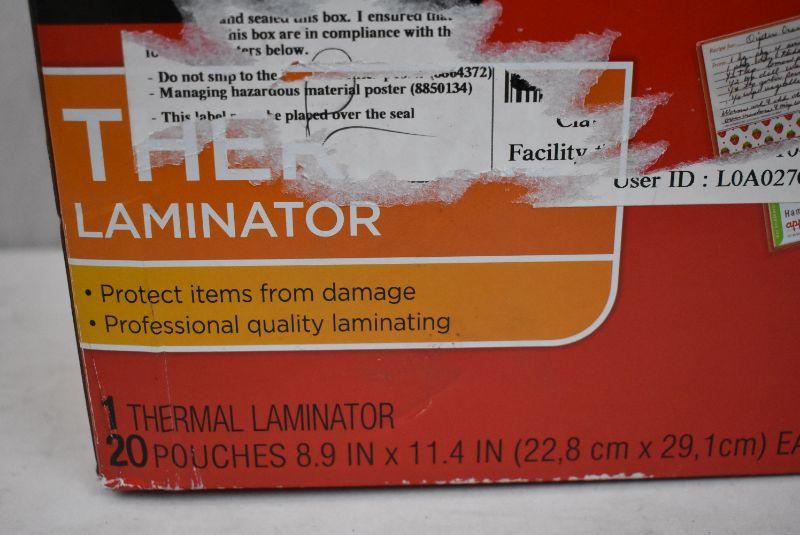 and sealed this box. I ensured
his box are in compliance with th
ters below.
- Do not ship to the
- Managing hazardous material poster (8850134)
- This label
be placed over the seal
Facility
User ID : L0A027
THER
LAMINATOR
• Protect items from damage
• Professional quality laminating
1 THERMAL LAMINATOR
20 POUCHES 8.9 IN x 11.4 IN (22,8 cm x 29,1cm) EA